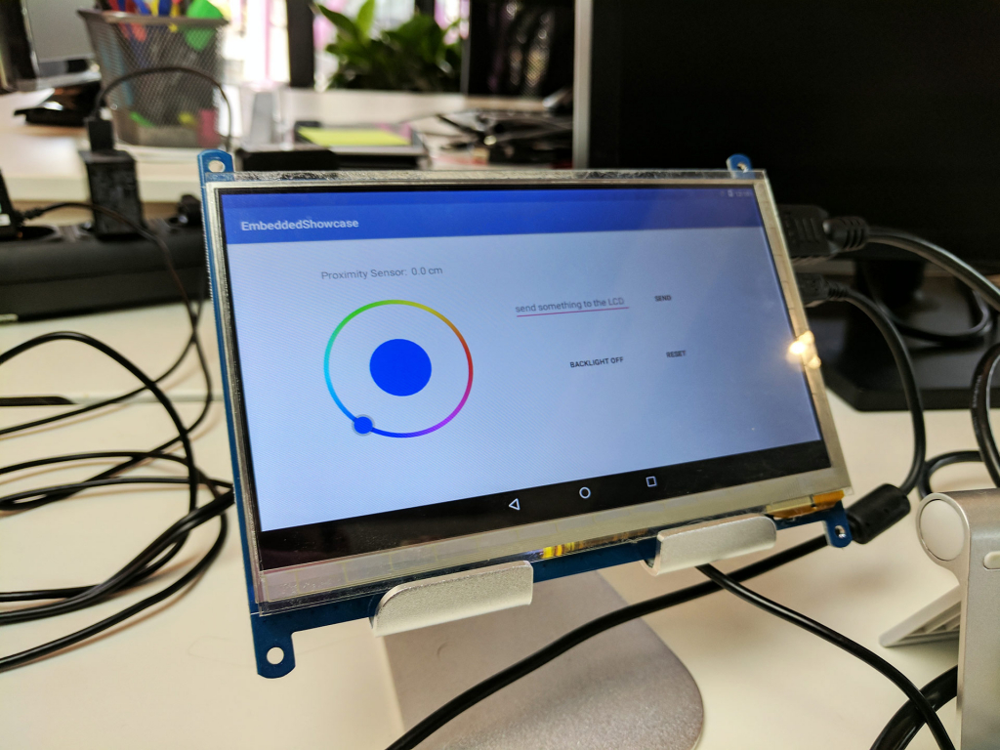 EmbeddedShowcase
Proximity Sensor: 0.0 cm
send something to the LCD
SEND
BACKLIGHT OFF
RESET